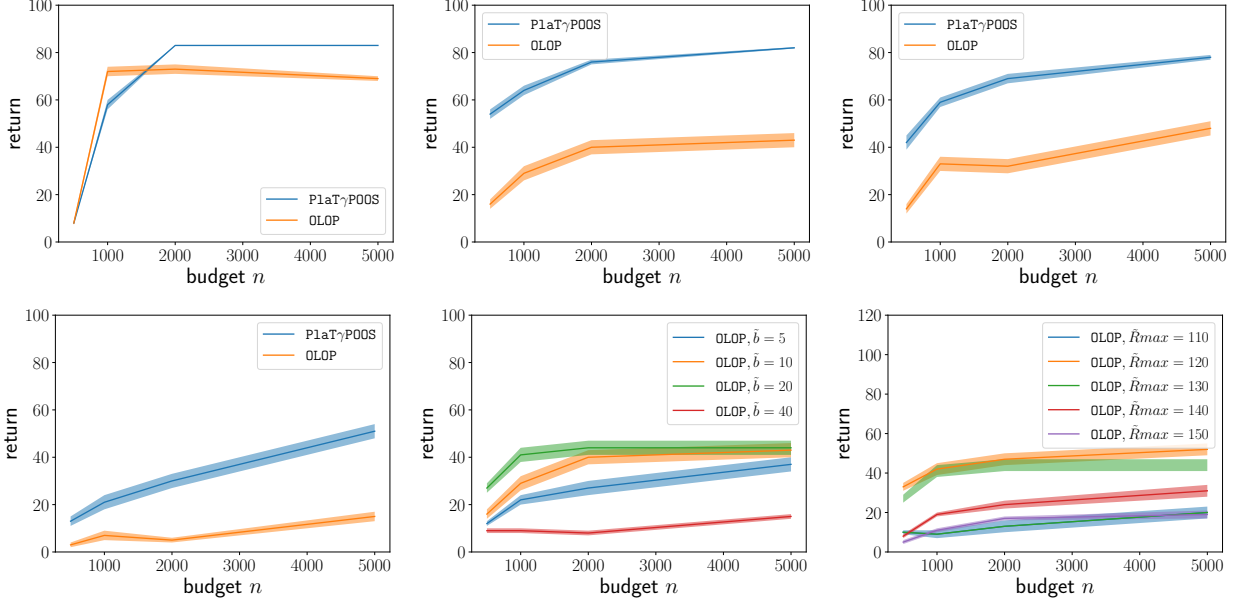 100
80
60
40
20
0
return
1000 2000 3000 4000 5000
budget n
PlaTγPOOS
OLOP
100
80
60
40
20
0
return
1000 2000 3000 4000 5000
budget n
PlaTγPOOS
OLOP
100
80
60
40
20
0
return
1000 2000 3000 4000 5000
budget n
PlaTγPOOS
OLOP
100
80
60
40
20
0
return
1000 2000 3000 4000 5000
budget n
PlaTγPOOS
OLOP
100
80
60
40
20
0
return
1000 2000 3000 4000 5000
budget n
OLOP, b̃ = 5
OLOP, b̃ = 10
OLOP, b̃ = 20
OLOP, b̃ = 40
120
100
80
60
40
20
0
return
1000 2000 3000 4000 5000
budget n
OLOP, R̃max = 110
OLOP, R̃max = 120
OLOP, R̃max = 130
OLOP, R̃max = 140
OLOP, R̃max = 150